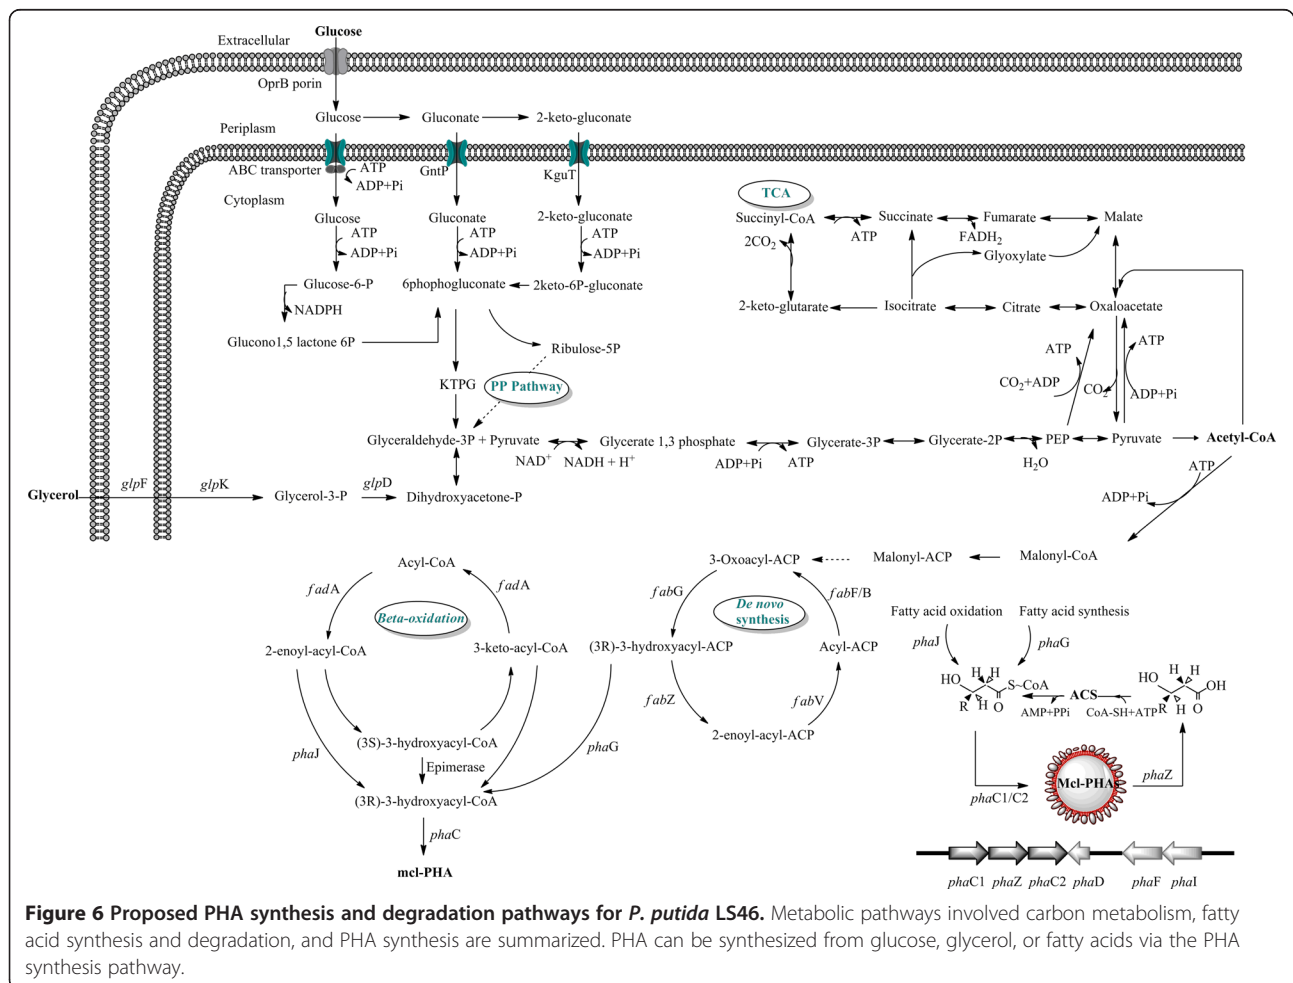 Glucose
Extracellular
OprB porin
Glucose
Gluconate
2-keto-gluconate
Periplasm
ABC transporter
ATP
ADP+Pi
GntP
KguT
Cytoplasm
Glucose
Gluconate
2-keto-gluconate
ATP
ADP+Pi
ATP
ADP+Pi
ATP
ADP+Pi
Glucose-6-P
6phophogluconate
2keto-6P-gluconate
NADPH
Glucono1,5 lactone 6P
Ribulose-5P
KTPG
PP Pathway
TCA
Succinyl-CoA
ATP
Succinate
FADH2
Fumarate
Malate
2CO2
Glyoxylate
2-keto-glutarate
Isocitrate
Citrate
Oxaloacetate
ATP
CO2+ADP
CO2
ATP
ADP+Pi
Glyceraldehyde-3P + Pyruvate
NAD+
NADH + H+
Glycerate 1,3 phosphate
ADP+Pi
ATP
Glycerate-3P
Glycerate-2P
H2O
PEP
Pyruvate
Acetyl-CoA
Glycerol
glpF
glpK
Glycerol-3-P
glpD
Dihydroxyacetone-P
ATP
ADP+Pi
Acyl-CoA
fadA
fadA
Beta-oxidation
2-enoyl-acyl-CoA
3-keto-acyl-CoA
(3S)-3-hydroxyacyl-CoA
phaJ
Epimerase
(3R)-3-hydroxyacyl-CoA
phaC
mcl-PHA
3-Oxoacyl-ACP
Malonyl-ACP
Malonyl-CoA
fabG
fabF/B
De novo
synthesis
(3R)-3-hydroxyacyl-ACP
Acyl-ACP
fabZ
fabV
2-enoyl-acyl-ACP
phaG
Fatty acid oxidation
Fatty acid synthesis
phaJ
phaG
HO
H
H
S~CoA
R
H
O
ACS
AMP+PPi
CoA-SH+ATP
HO
H
H
OH
R
H
O
phaC1/C2
Mcl-PHAs
phaZ
phaC1
phaZ
phaC2
phaD
phaF
phaI
Figure 6 Proposed PHA synthesis and degradation pathways for P. putida LS46. Metabolic pathways involved carbon metabolism, fatty
acid synthesis and degradation, and PHA synthesis are summarized. PHA can be synthesized from glucose, glycerol, or fatty acids via the PHA
synthesis pathway.